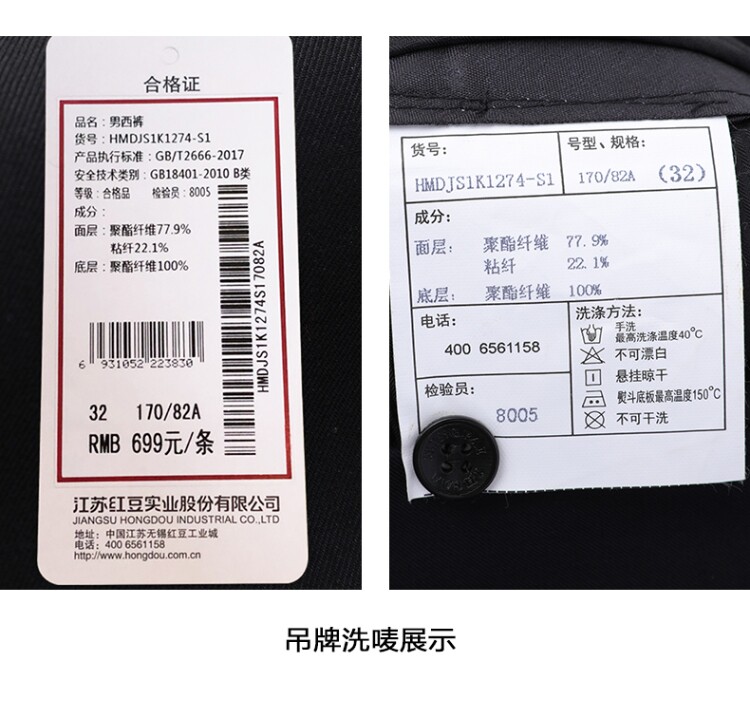 合格证
品名：男西裤
货号：HMDJS1K1274-S1
产品执行标准：GB/T2666-2017
安全技术类别：GB18401-2010 B类
等级：合格品 检验员：8005
成分：
面层：聚酯纤维77.9%
粘纤22.1%
底层：聚酯纤维100%
HMDJS1K1274S17082A
6 931052 223830
32 170/82A
RMB 699元/条
江苏红豆实业股份有限公司
JIANGSU HONGDOU INDUSTRIAL CO.,LTD
地址：中国江苏无锡红豆工业城
电话：400 6561158
http://www.hongdou.com.cn
货号：
HMDJS1K1274-S1
号型、规格：
170/82A (32)
成分：
面层：聚酯纤维 77.9%
粘纤 22.1%
底层：聚酯纤维 100%
电话：
400 6561158
检验员：
8005
洗涤方法：
手洗
最高洗涤温度40°C
不可漂白
悬挂晾干
熨斗底板最高温度150°C
不可干洗
吊牌洗唛展示